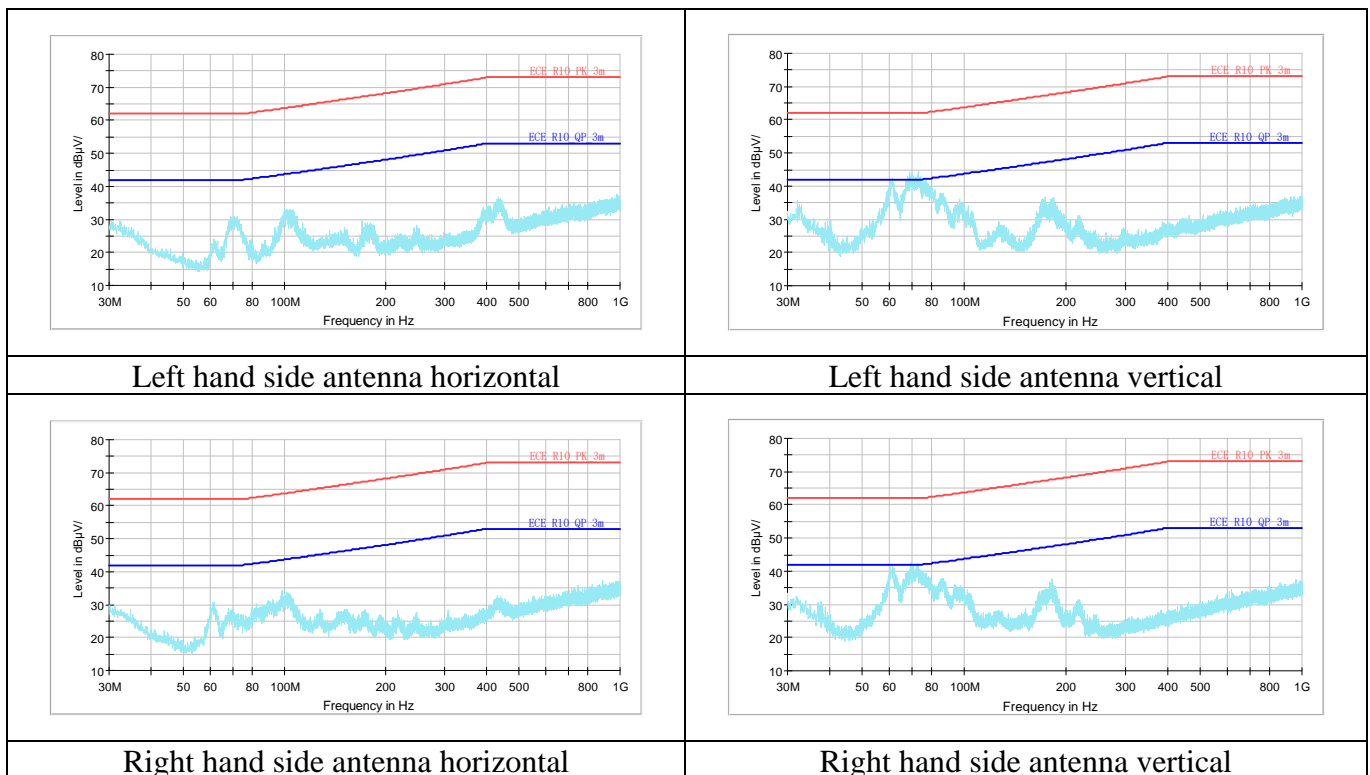 80
70
60
50
40
30
20
10
Level in dBµV/
ECE R10 PK 3m
ECE R10 QP 3m
30M 50 60 80 100M 200 300 400 500 800 1G
Frequency in Hz
80
70
60
50
40
30
20
10
Level in dBµV/
ECE R10 PK 3m
ECE R10 QP 3m
30M 50 60 80 100M 200 300 400 500 800 1G
Frequency in Hz
Left hand side antenna horizontal
Left hand side antenna vertical
80
70
60
50
40
30
20
10
Level in dBµV/
ECE R10 PK 3m
ECE R10 QP 3m
30M 50 60 80 100M 200 300 400 500 800 1G
Frequency in Hz
80
70
60
50
40
30
20
10
Level in dBµV/
ECE R10 PK 3m
ECE R10 QP 3m
30M 50 60 80 100M 200 300 400 500 800 1G
Frequency in Hz
Right hand side antenna horizontal
Right hand side antenna vertical